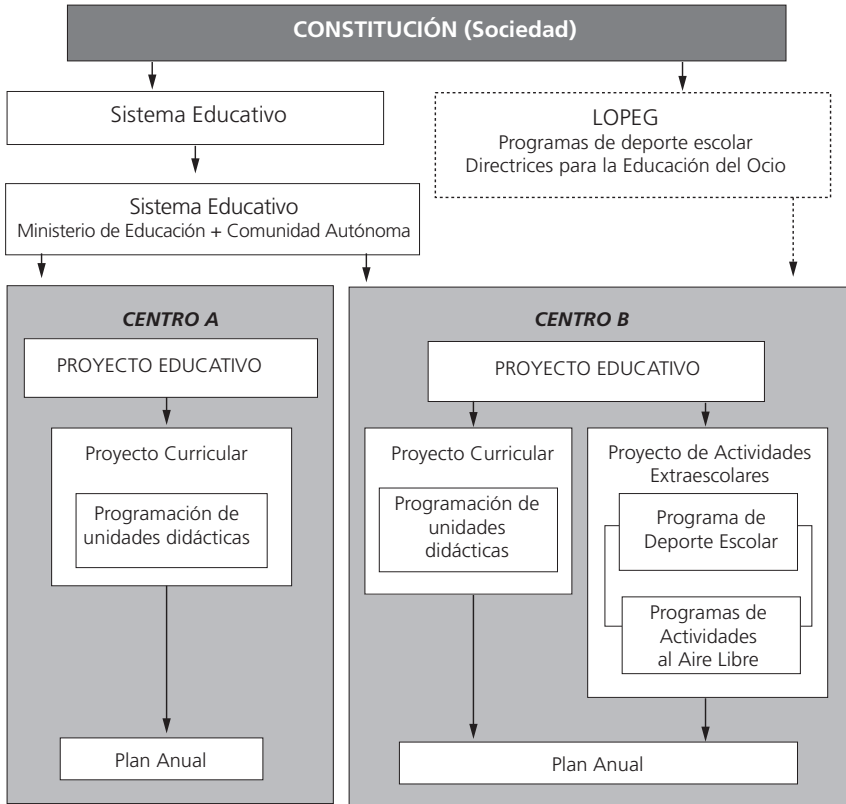 CONSTITUCIÓN (Sociedad)
Sistema Educativo
LOPEG
Programas de deporte escolar
Directrices para la Educación del Ocio
Sistema Educativo
Ministerio de Educación + Comunidad Autónoma
CENTRO A
PROYECTO EDUCATIVO
Proyecto Curricular
Programación de
unidades didácticas
Plan Anual
CENTRO B
PROYECTO EDUCATIVO
Proyecto Curricular
Programación de
unidades
didácticas
Proyecto de Actividades
Extraescolares
Programa de
Deporte Escolar
Programas de
Actividades
al Aire Libre
Plan Anual